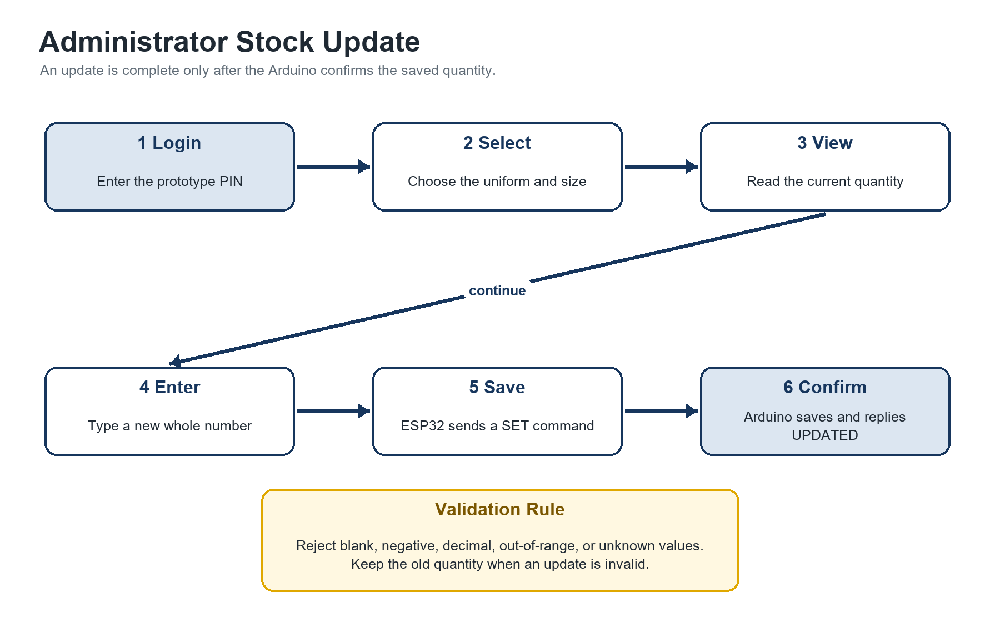 Administrator Stock Update
An update is complete only after the Arduino confirms the saved quantity.
1 Login
Enter the prototype PIN
2 Select
Choose the uniform and size
3 View
Read the current quantity
continue
4 Enter
Type a new whole number
5 Save
ESP32 sends a SET command
6 Confirm
Arduino saves and replies
UPDATED
Validation Rule
Reject blank, negative, decimal, out-of-range, or unknown values.
Keep the old quantity when an update is invalid.